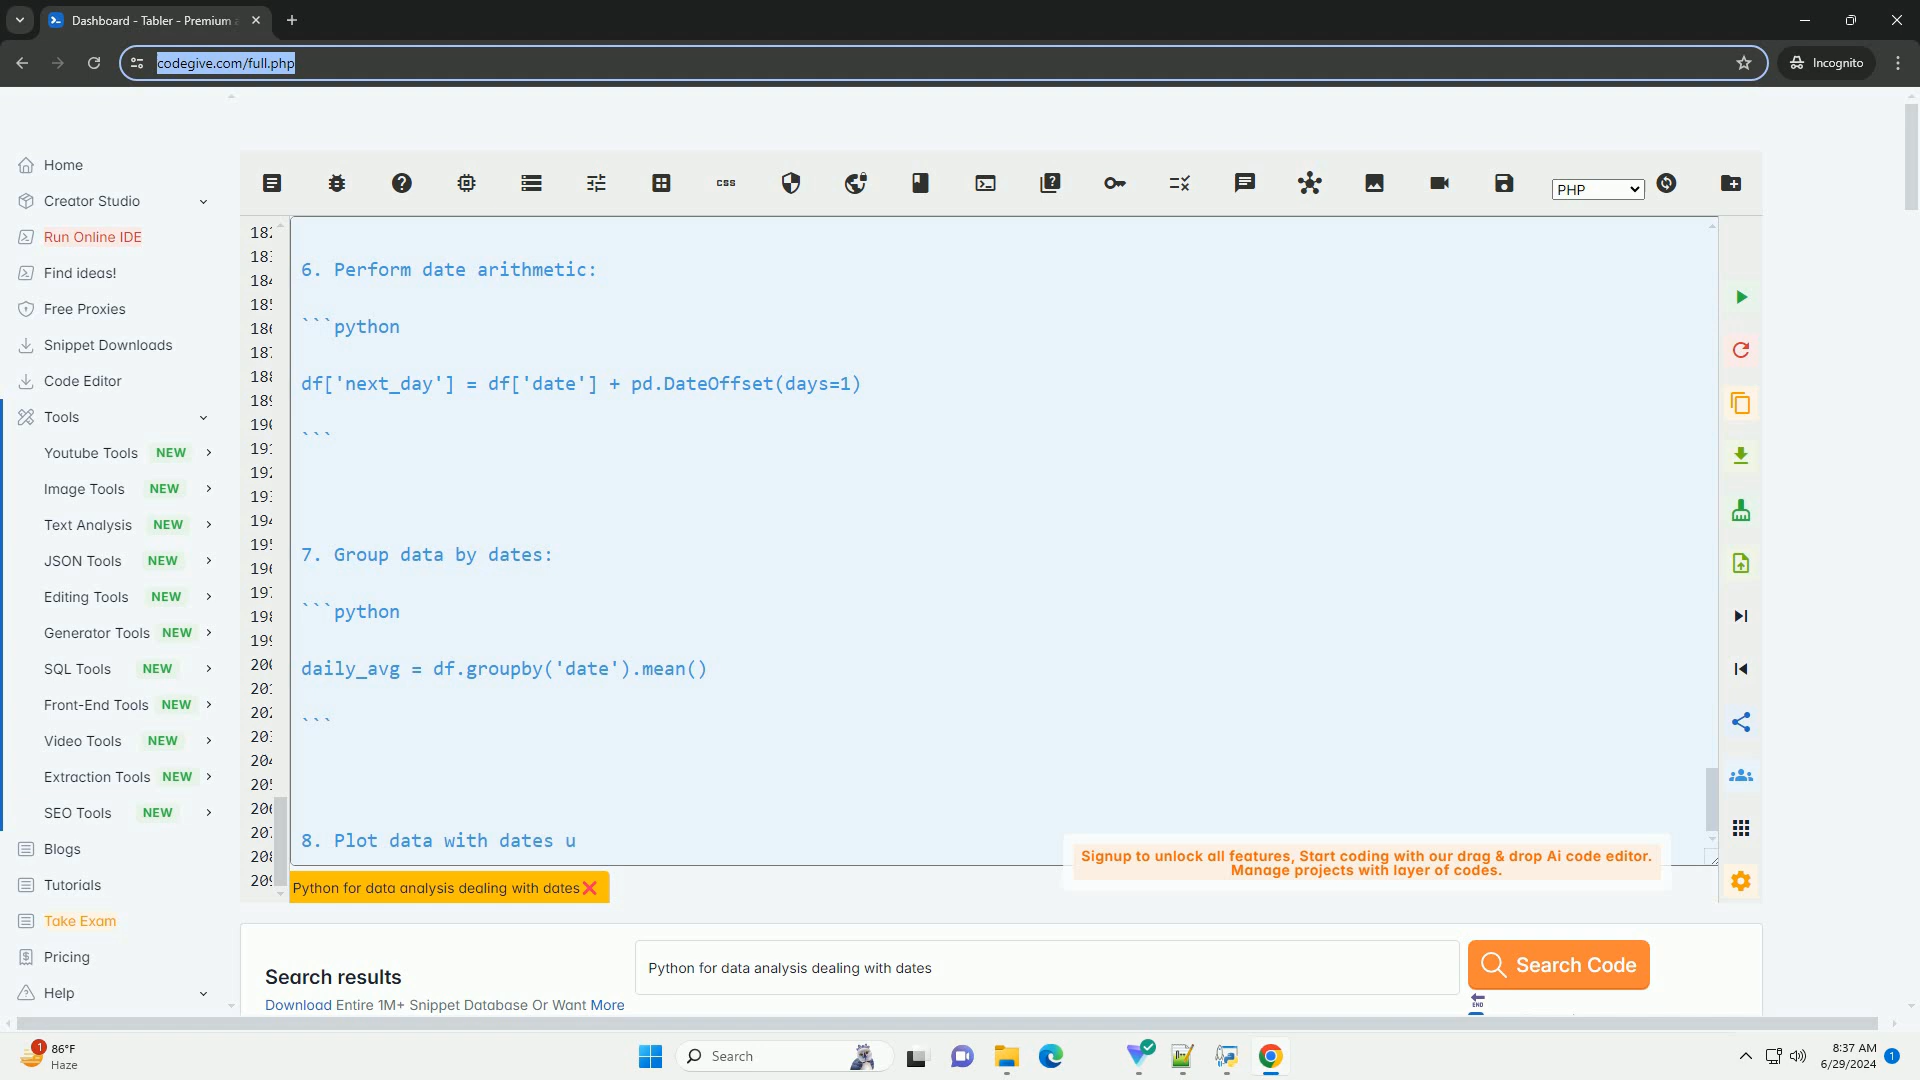 Dashboard - Tabler - Premium
codegive.com/full.php
Incognito
Home
Creator Studio
Run Online IDE
Find ideas!
Free Proxies
Snippet Downloads
Code Editor
Tools
Youtube Tools NEW
Image Tools NEW
Text Analysis NEW
JSON Tools NEW
Editing Tools NEW
Generator Tools NEW
SQL Tools NEW
Front-End Tools NEW
Video Tools NEW
Extraction Tools NEW
SEO Tools NEW
Blogs
Tutorials
Take Exam
Pricing
Help
css
PHP
6. Perform date arithmetic:
```python
df['next_day'] = df['date'] + pd.DateOffset(days=1)
```
7. Group data by dates:
```python
daily_avg = df.groupby('date').mean()
```
8. Plot data with dates u
Signup to unlock all features, Start coding with our drag & drop Ai code editor.
Manage projects with layer of codes.
Python for data analysis dealing with dates
Search results
Download Entire 1M+ Snippet Database Or Want More
Python for data analysis dealing with dates
Search Code
END
1
86°F
Haze
Search
8:37 AM
6/29/2024
1